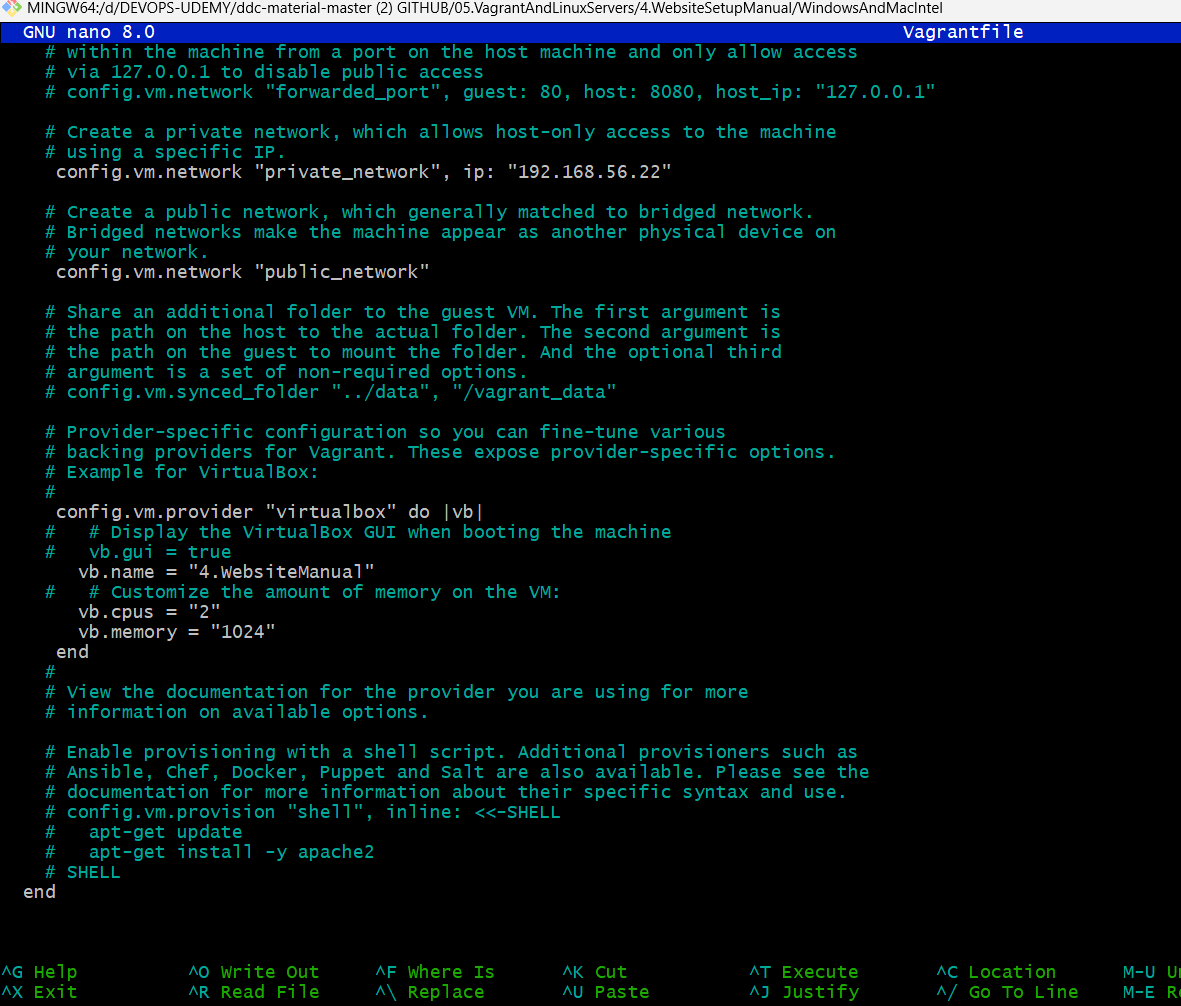 MINGW64:/d/DEVOPS-UDEMY/ddc-material-master (2) GITHUB/05.VagrantAndLinuxServers/4.WebsiteSetupManual/WindowsAndMacIntel
GNU nano 8.0 Vagrantfile
# within the machine from a port on the host machine and only allow access
# via 127.0.0.1 to disable public access
# config.vm.network "forwarded_port", guest: 80, host: 8080, host_ip: "127.0.0.1"
# Create a private network, which allows host-only access to the machine
# using a specific IP.
config.vm.network "private_network", ip: "192.168.56.22"
# Create a public network, which generally matched to bridged network.
# Bridged networks make the machine appear as another physical device on
# your network.
config.vm.network "public_network"
# Share an additional folder to the guest VM. The first argument is
# the path on the host to the actual folder. The second argument is
# the path on the guest to mount the folder. And the optional third
# argument is a set of non-required options.
# config.vm.synced_folder "../data", "/vagrant_data"
# Provider-specific configuration so you can fine-tune various
# backing providers for Vagrant. These expose provider-specific options.
# Example for VirtualBox:
#
config.vm.provider "virtualbox" do |vb|
#   # Display the VirtualBox GUI when booting the machine
#   vb.gui = true
vb.name = "4.WebsiteManual"
#   # Customize the amount of memory on the VM:
vb.cpus = "2"
vb.memory = "1024"
end
#
# View the documentation for the provider you are using for more
# information on available options.
# Enable provisioning with a shell script. Additional provisioners such as
# Ansible, Chef, Docker, Puppet and Salt are also available. Please see the
# documentation for more information about their specific syntax and use.
# config.vm.provision "shell", inline: <<-SHELL
#   apt-get update
#   apt-get install -y apache2
# SHELL
end
^G Help ^O Write Out ^F Where Is ^K Cut ^T Execute ^C Location M-U
^X Exit ^R Read File ^\ Replace ^U Paste ^J Justify ^/ Go To Line M-E